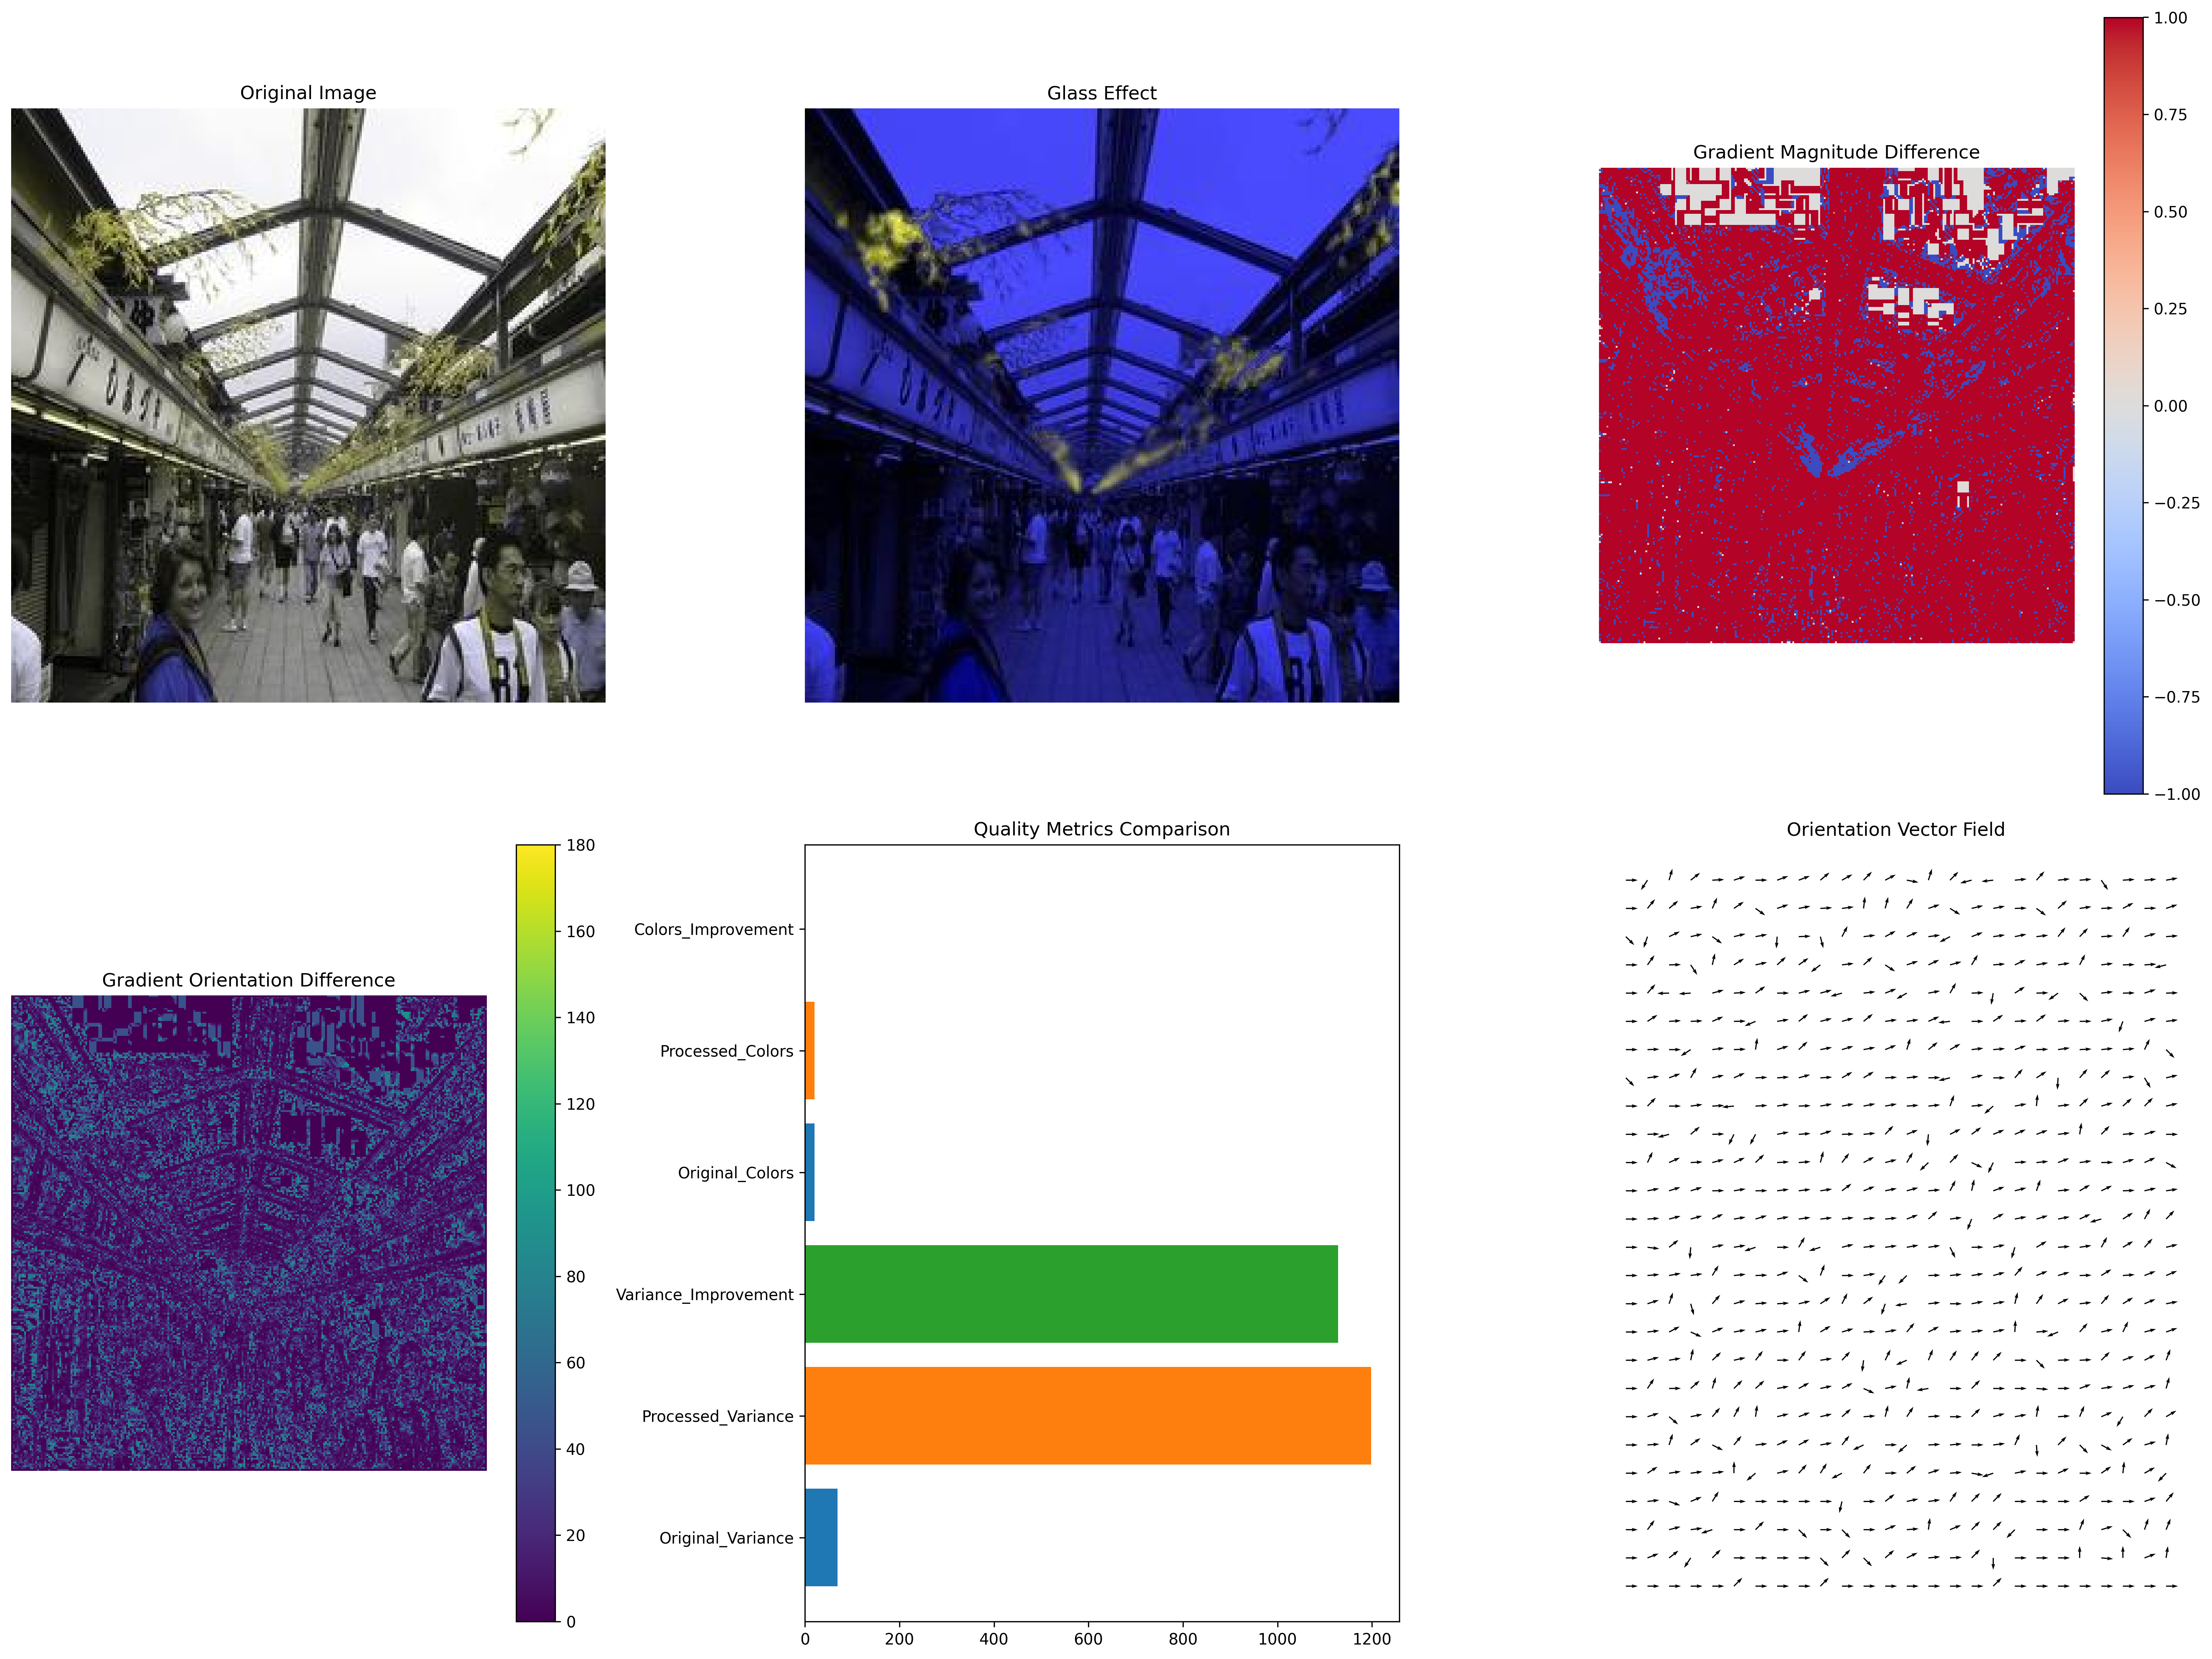 Original Image
Glass Effect
Gradient Magnitude Difference
1.00
0.75
0.50
0.25
0.00
−0.25
−0.50
−0.75
−1.00
Gradient Orientation Difference
180
160
140
120
100
80
60
40
20
0
Quality Metrics Comparison
Colors_Improvement
Processed_Colors
Original_Colors
Variance_Improvement
Processed_Variance
Original_Variance
0 200 400 600 800 1000 1200
Orientation Vector Field